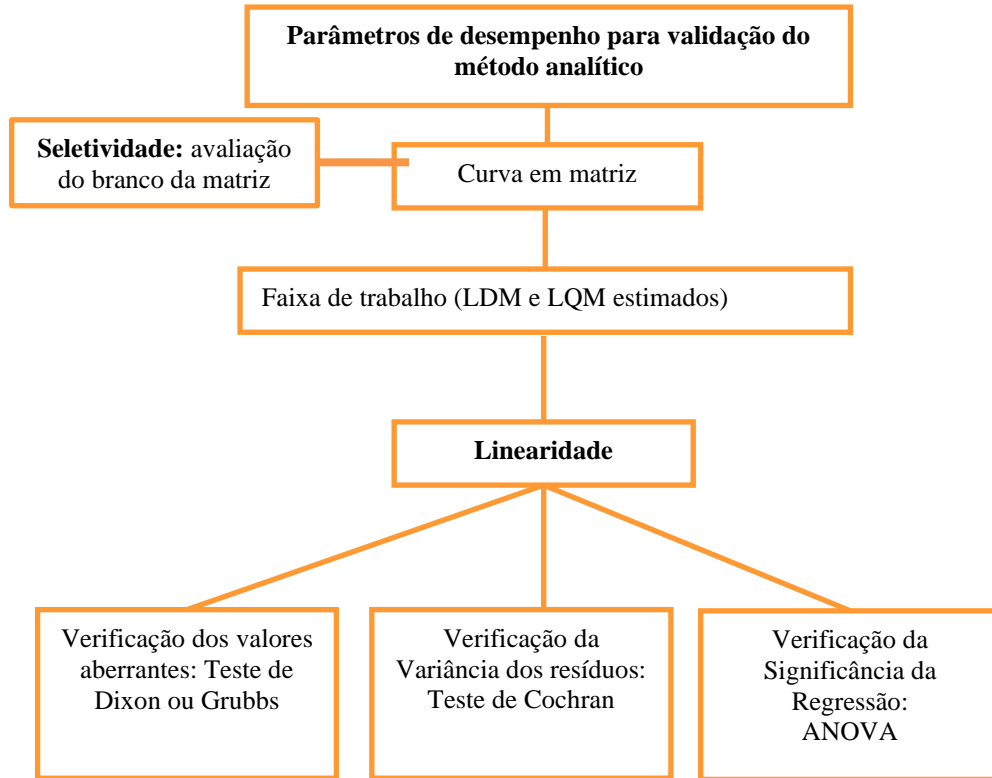 Parâmetros de desempenho para validação do
método analítico
Seletividade: avaliação
do branco da matriz
Curva em matriz
Faixa de trabalho (LDM e LQM estimados)
Linearidade
Verificação dos valores
aberrantes: Teste de
Dixon ou Grubbs
Verificação da
Variância dos resíduos:
Teste de Cochran
Verificação da
Significância da
Regressão:
ANOVA